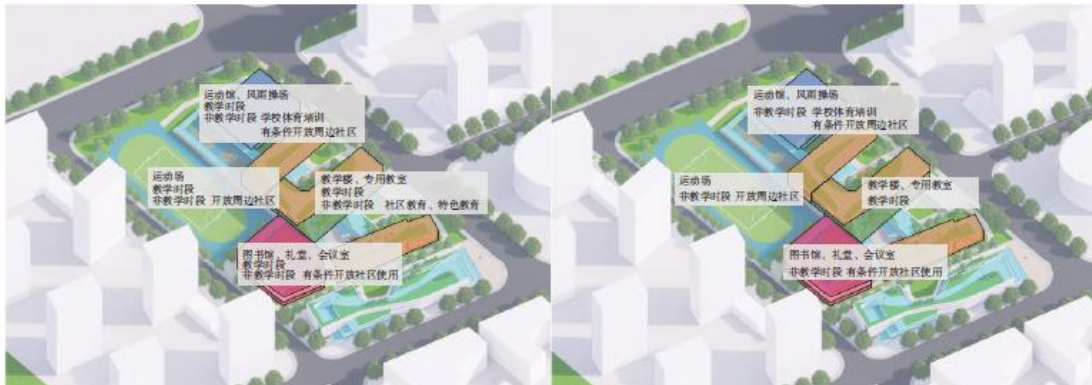 运动馆、风雨操场
教学时段
非教学时段 学校体育培训
有条件开放周边社区
运动场
教学时段
非教学时段 开放周边社区
教学楼、专用教室
教学时段
非教学时段 社区教育、特色教育
图书馆、礼堂、会议室
教学时段
非教学时段 有条件开放社区使用
运动馆、风雨操场
非教学时段 学校体育培训
有条件开放周边社区
运动场
非教学时段 开放周边社区
教学楼、专用教室
教学时段
图书馆、礼堂、会议室
非教学时段 有条件开放社区使用